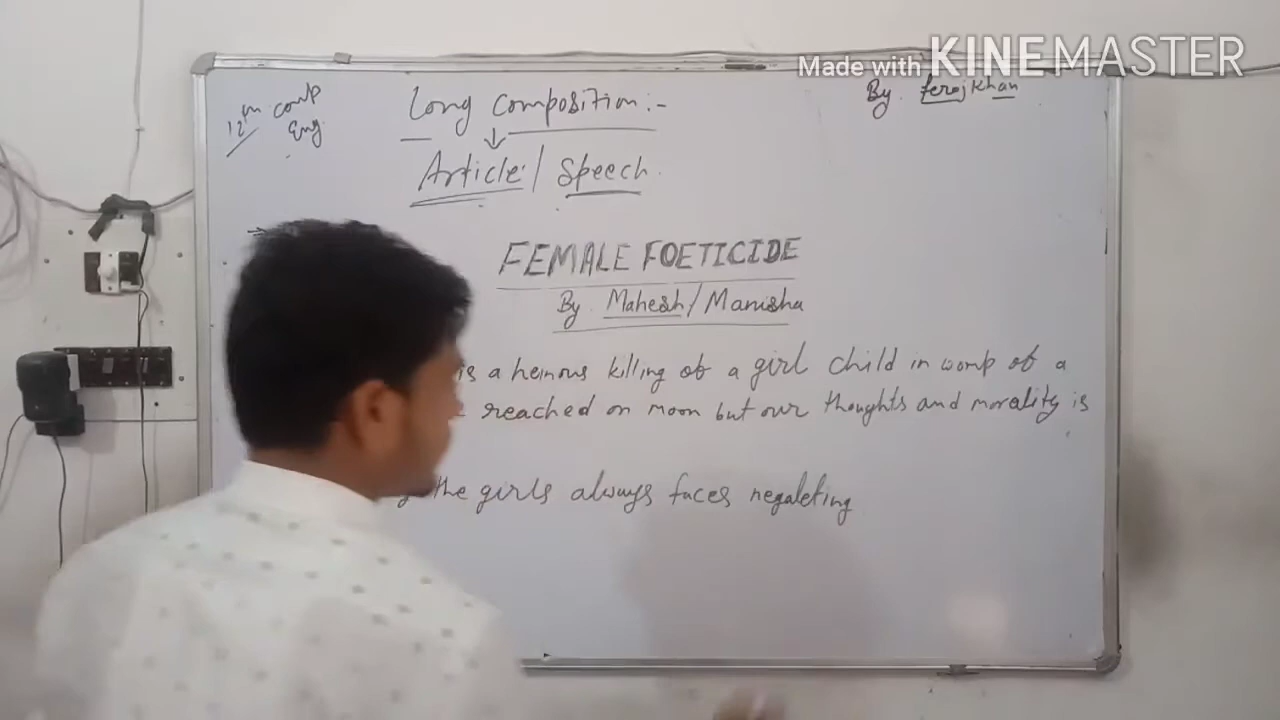 Made with KINEMASTER
12th comp Eng.
Long composition:-
By. ferojkhan
Article / Speech.
FEMALE FOETICIDE
By. Mahesh/Manisha
is a heinous killing of a girl child in womp of a
reached on moon but our thoughts and morality is
the girls always faces negaleting